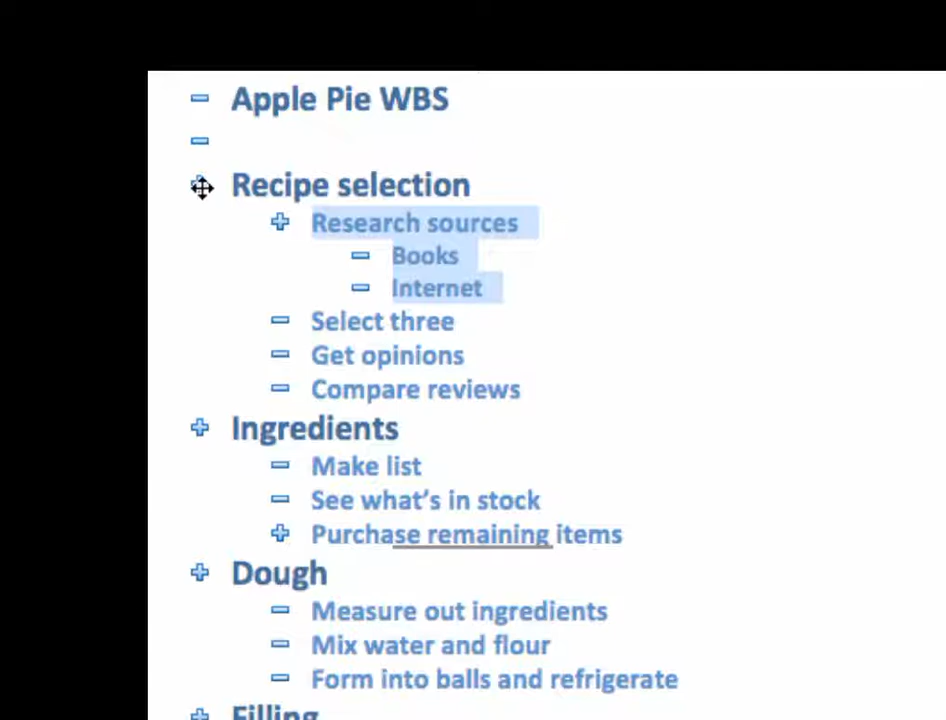 Apple Pie WBS
Recipe selection
Research sources
Books
Internet
Select three
Get opinions
Compare reviews
Ingredients
Make list
See what's in stock
Purchase remaining items
Dough
Measure out ingredients
Mix water and flour
Form into balls and refrigerate
Filling